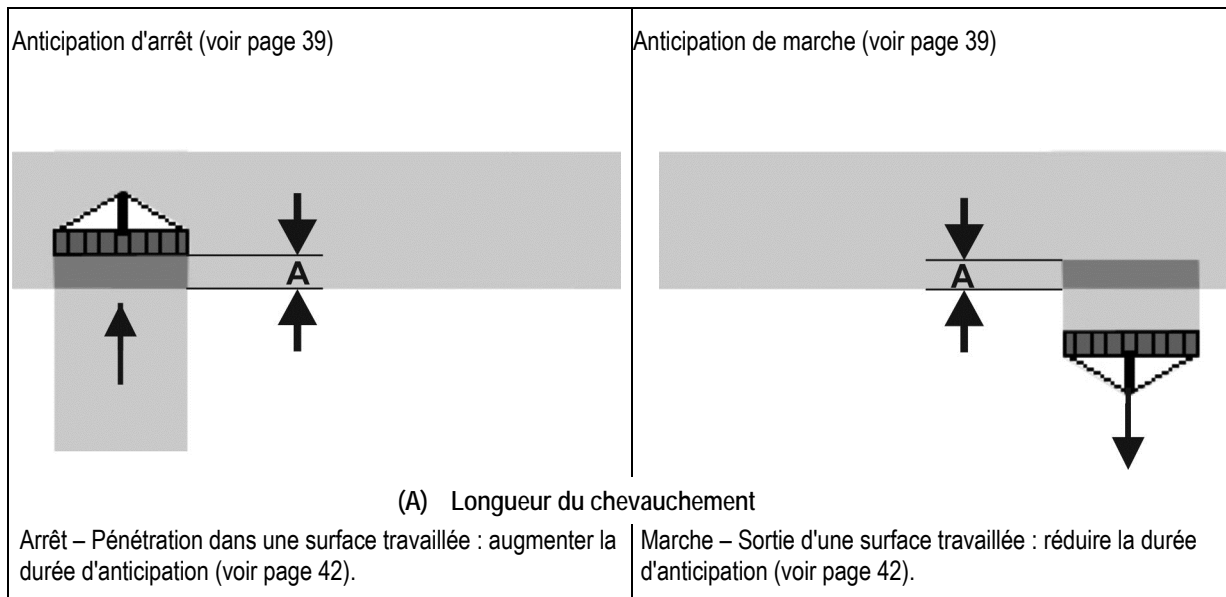 Anticipation d'arrêt (voir page 39)
Anticipation de marche (voir page 39)
A
A
(A) Longueur du chevauchement
Arrêt – Pénétration dans une surface travaillée : augmenter la
durée d'anticipation (voir page 42).
Marche – Sortie d'une surface travaillée : réduire la durée
d'anticipation (voir page 42).